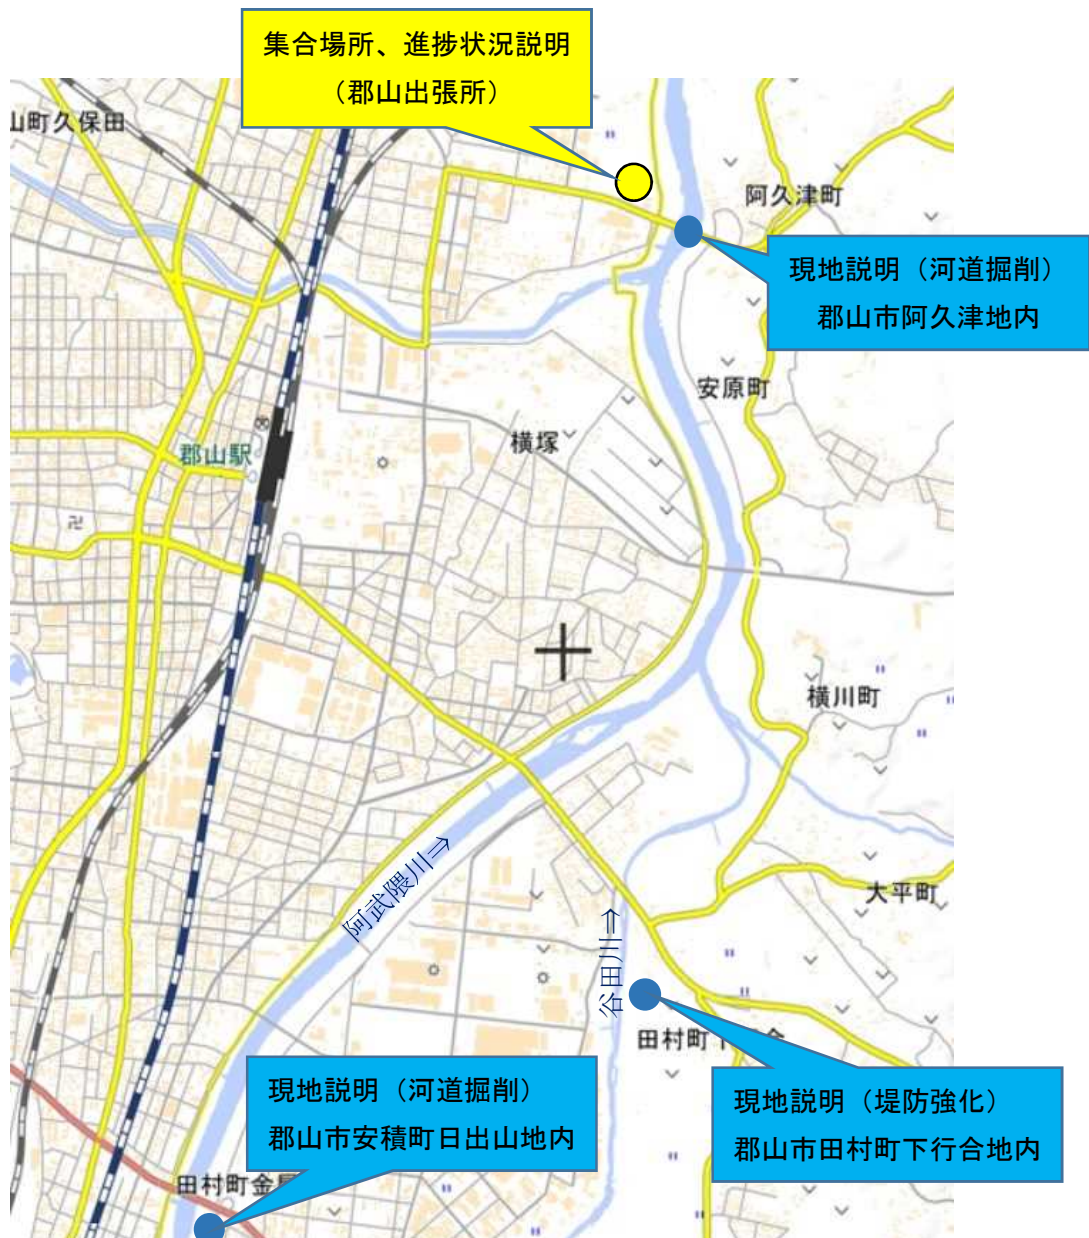 集合場所、進捗状況説明
（郡山出張所）
山町久保田
阿久津町
現地説明（河道掘削）
郡山市阿久津地内
安原町
横塚
郡山駅
横川町
大平町
阿武隈川⇒
谷田川⇒
田村町
現地説明（河道掘削）
郡山市安積町日出山地内
現地説明（堤防強化）
郡山市田村町下行合地内
田村町金